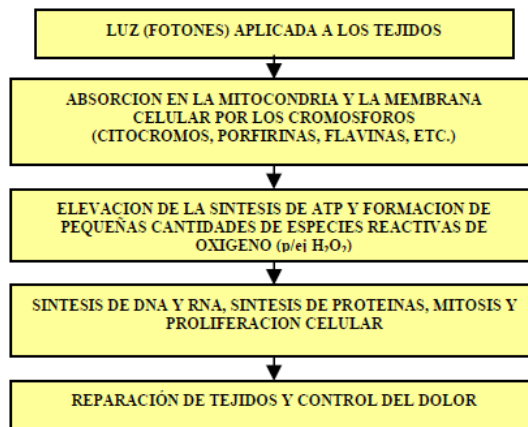 LUZ (FOTONES) APLICADA A LOS TEJIDOS
ABSORCION EN LA MITOCONDRIA Y LA MEMBRANA
CELULAR POR LOS CROMOSFOROS
(CITOCROMOS, PORFIRINAS, FLAVINAS, ETC.)
ELEVACION DE LA SINTESIS DE ATP Y FORMACION DE
PEQUEÑAS CANTIDADES DE ESPECIES REACTIVAS DE
OXIGENO (p/ej H₂O₂)
SINTESIS DE DNA Y RNA, SINTESIS DE PROTEINAS, MITOSIS Y
PROLIFERACION CELULAR
REPARACIÓN DE TEJIDOS Y CONTROL DEL DOLOR